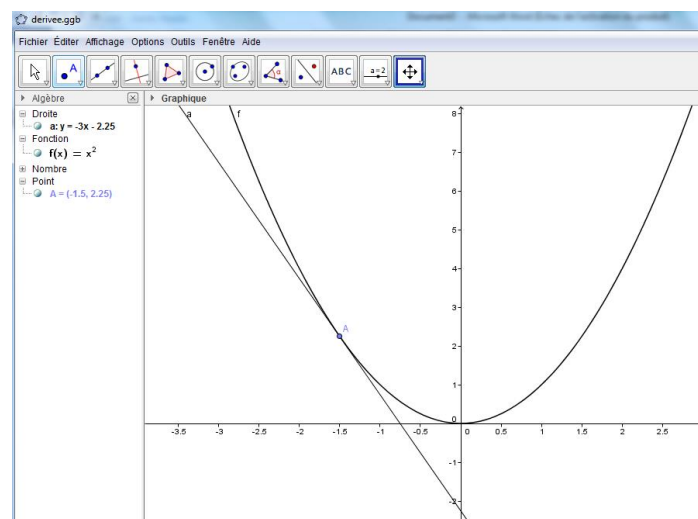 derivee.ggb
Fichier Éditer Affichage Options Outils Fenêtre Aide
A ABC a=2
Algèbre
Graphique
Droite
a: y = -3x - 2.25
Fonction
f(x) = x²
Nombre
Point
A = (-1.5, 2.25)
a f
8
7
6
5
4
3
A
2
1
0
-3.5 -3 -2.5 -2 -1.5 -1 -0.5 0 0.5 1 1.5 2 2.5
-1
-2